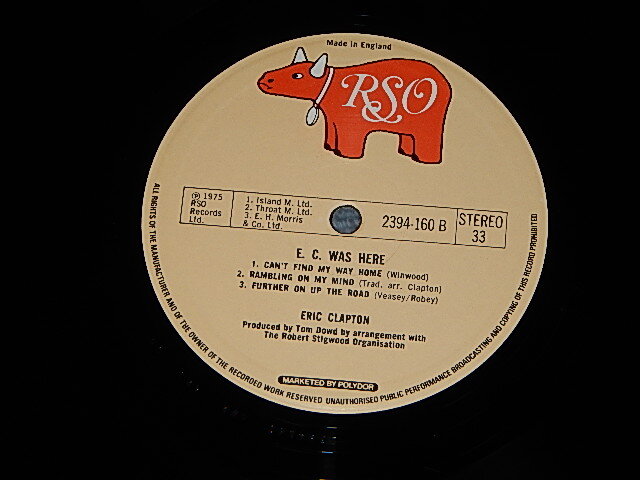 Made in England
RSO
℗ 1975
RSO
Records
Ltd.
1. Island M. Ltd.
2. Throat M. Ltd.
3. E. H. Morris
& Co. Ltd.
2394-160 B
STEREO
33
E. C. WAS HERE
1. CAN'T FIND MY WAY HOME (Winwood)
2. RAMBLING ON MY MIND (Trad. arr. Clapton)
3. FURTHER ON UP THE ROAD (Veasey/Robey)
ERIC CLAPTON
Produced by Tom Dowd by arrangement with
The Robert Stigwood Organisation
MARKETED BY POLYDOR
ALL RIGHTS OF THE MANUFACTURER AND OF THE OWNER OF THE RECORDED WORK RESERVED UNAUTHORISED PUBLIC PERFORMANCE BROADCASTING AND COPYING OF THIS RECORD PROHIBITED